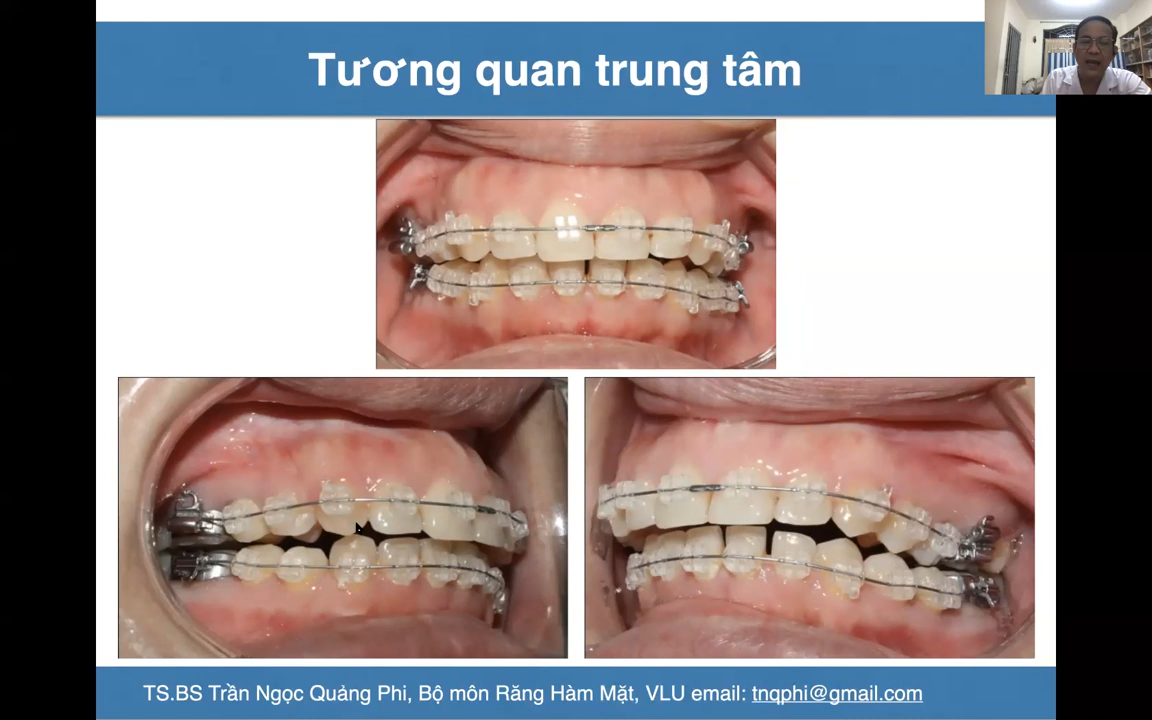 Tương quan trung tâm
TS.BS Trần Ngọc Quảng Phi, Bộ môn Răng Hàm Mặt, VLU email: tnqphi@gmail.com